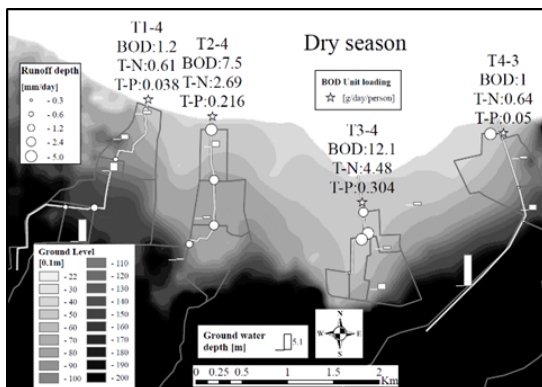 T1-4
BOD:1.2
T-N:0.61
T-P:0.038
T2-4
BOD:7.5
T-N:2.69
T-P:0.216
Dry season
T4-3
BOD:1
T-N:0.64
T-P:0.05
Runoff depth
[mm/day]
- 0.3
- 0.6
- 1.2
- 2.4
- 5.0
BOD Unit loading
[g/day/person]
T3-4
BOD:12.1
T-N:4.48
T-P:0.304
Ground Level
[0.1m]
- 22
- 30
- 40
- 50
- 60
- 70
- 80
- 90
- 100
- 110
- 120
- 130
- 140
- 150
- 160
- 170
- 180
- 190
- 200
Ground water
depth [m]
5.1
N
W E
S
0 0.25 0.5 1 1.5 2
Km